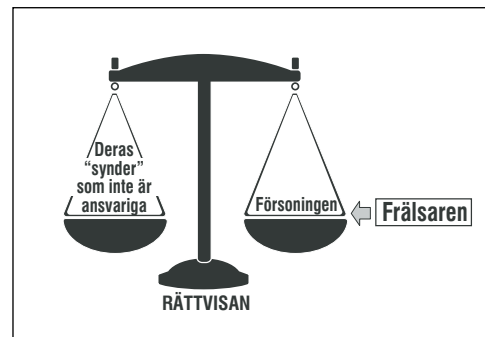 Deras
“synder”
som inte är
ansvariga
Försoningen
Frälsaren
RÄTTVISAN